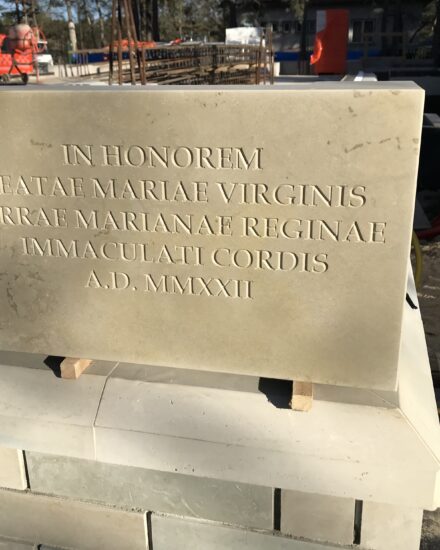 IN HONOREM
EATAE MARIAE VIRGINIS
RRAE MARIANAE REGINAE
IMMACULATI CORDIS
A.D. MMXXII